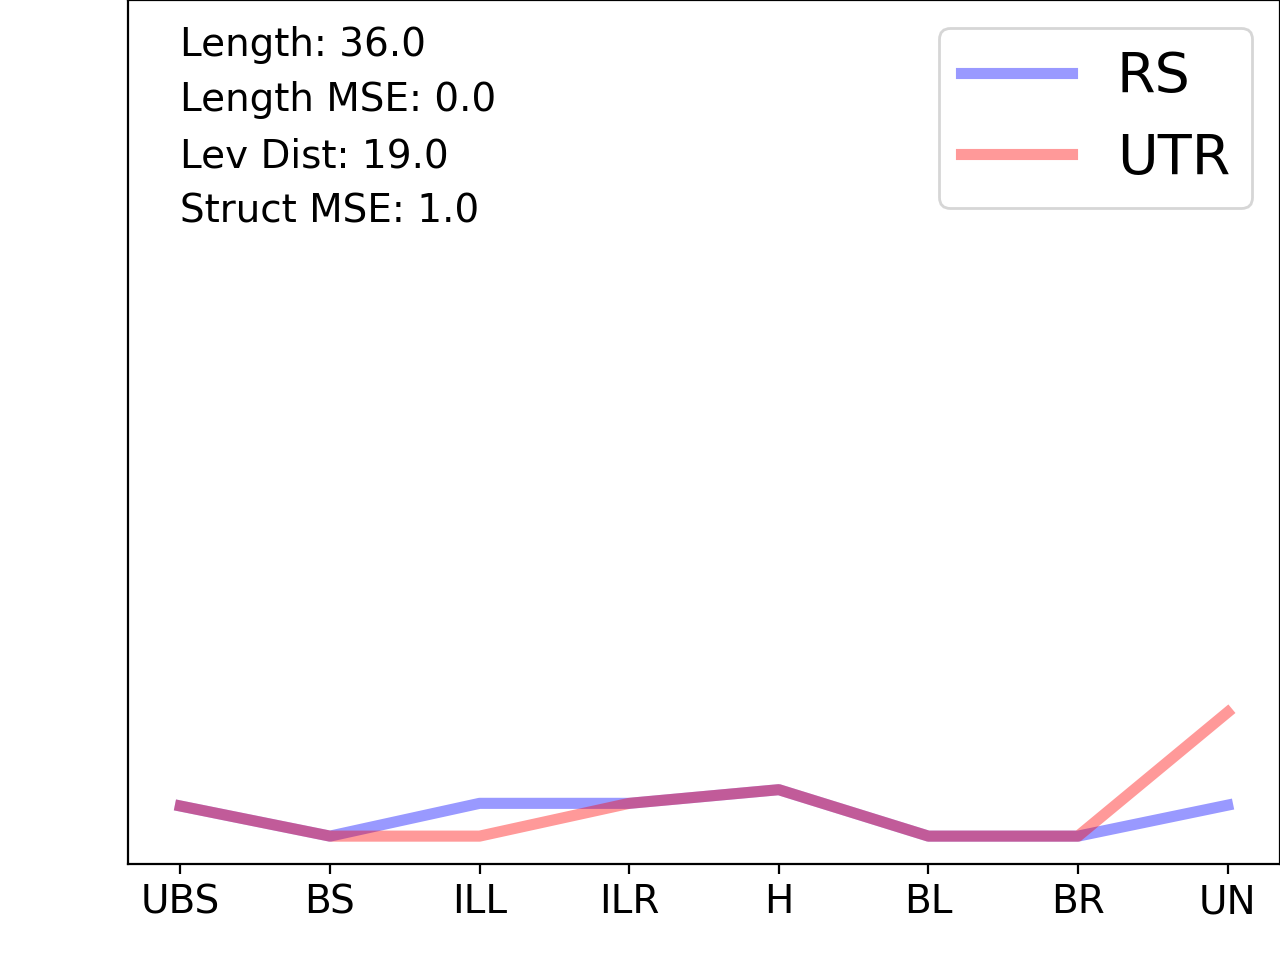 Length: 36.0
Length MSE: 0.0
Lev Dist: 19.0
Struct MSE: 1.0
RS
UTR
UBS BS ILL ILR H BL BR UN